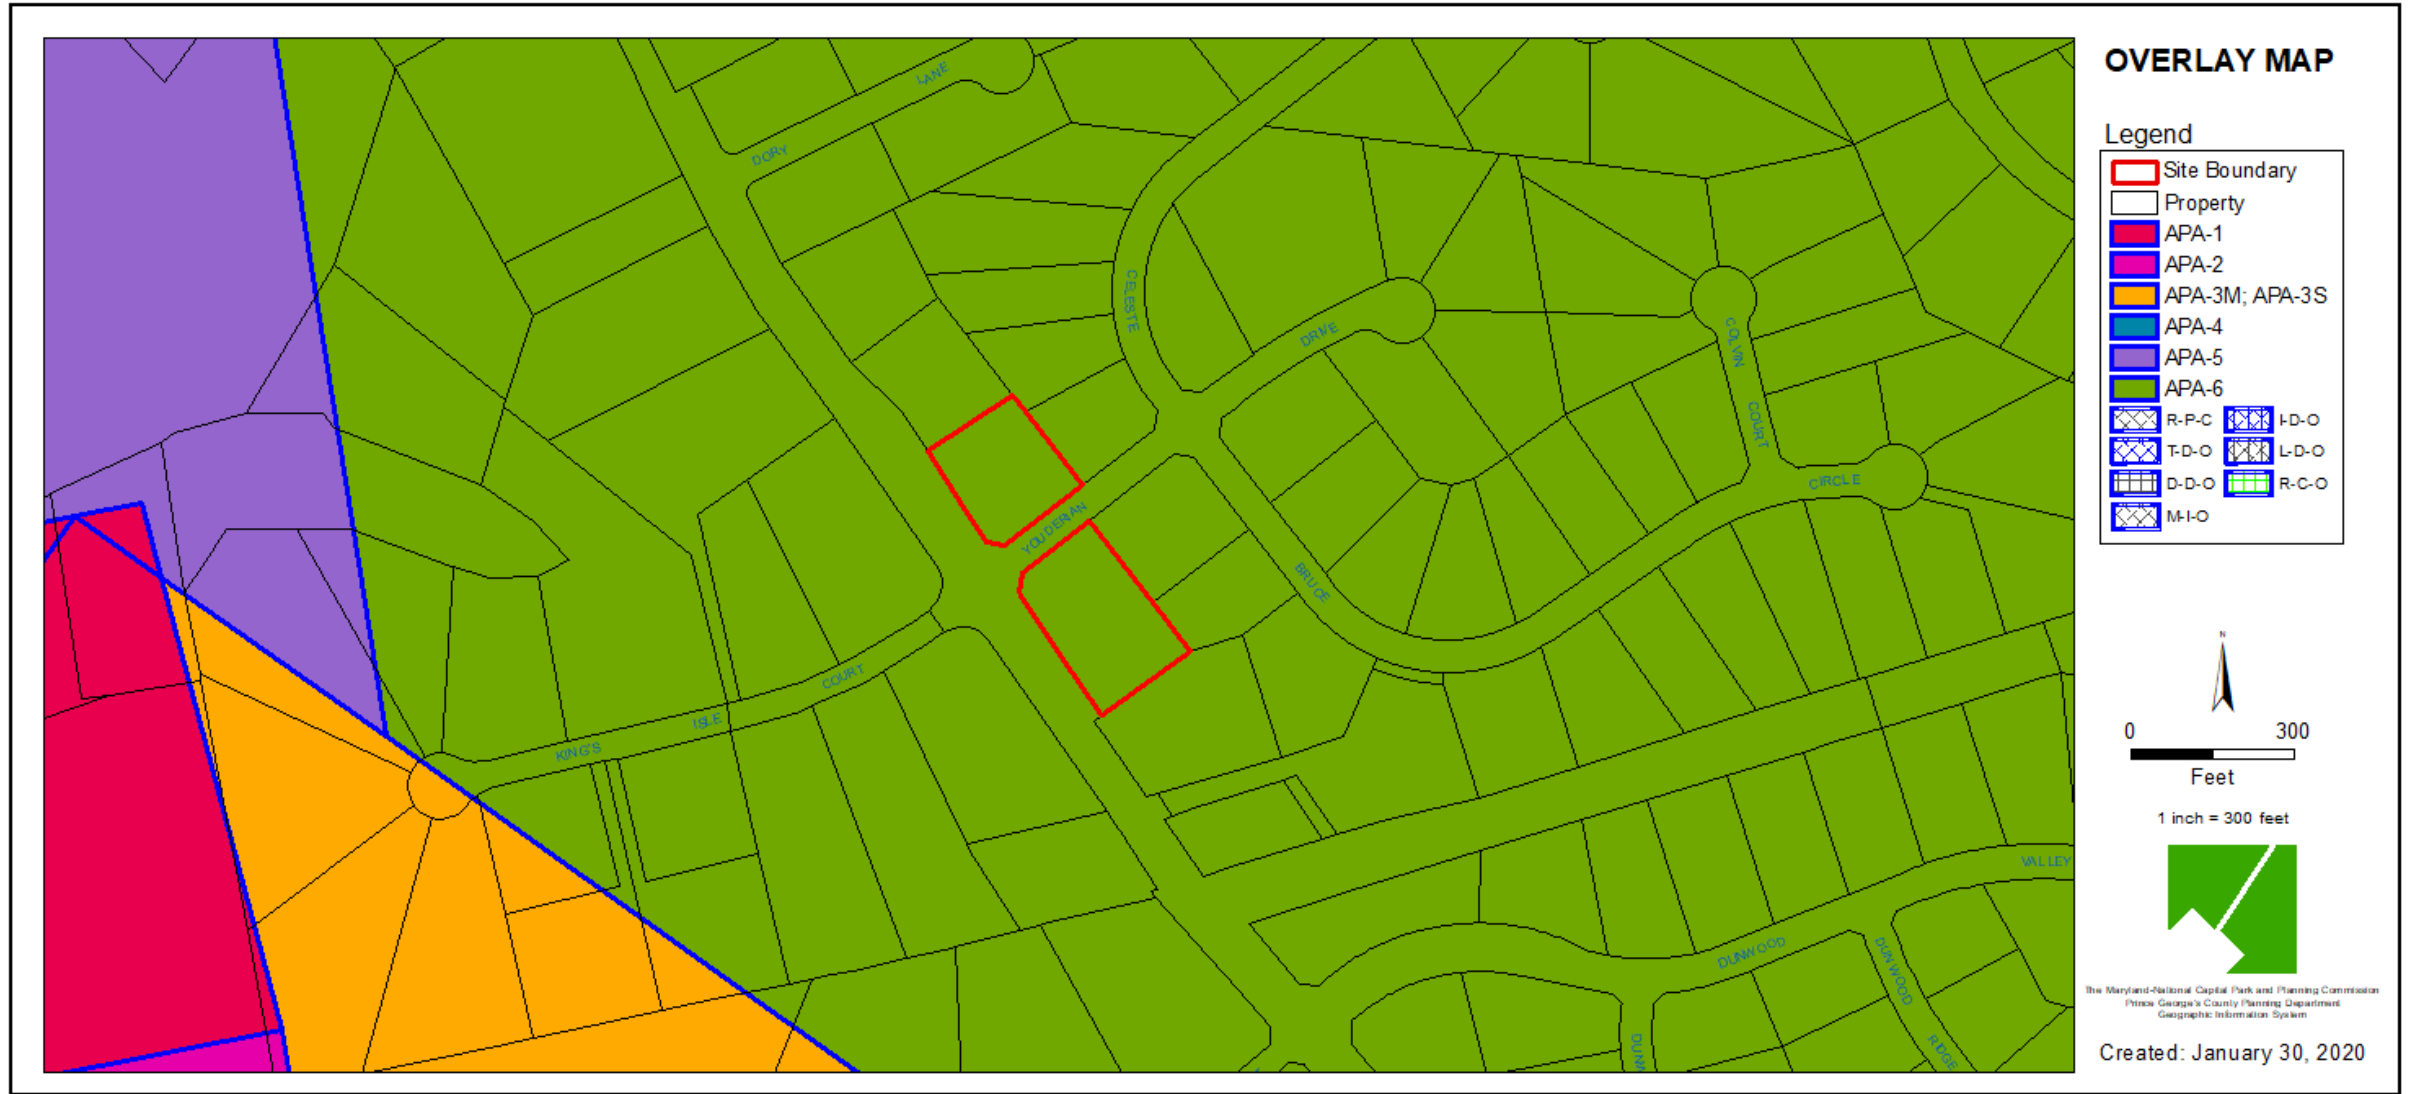 OVERLAY MAP
Legend
Site Boundary
Property
APA-1
APA-2
APA-3M; APA-3S
APA-4
APA-5
APA-6
R-P-C
I-D-O
T-D-O
L-D-O
D-D-O
R-C-O
M-I-O
N
0 300
Feet
1 inch = 300 feet
The Maryland-National Capital Park and Planning Commission
Prince George's County Planning Department
Geographic Information System
Created: January 30, 2020
DORY LANE
CELESTE
DRIVE
COLVIN COURT
CIRCLE
YOUDERAN
BRUCE
KING'S ISLE COURT
VALLEY
DUNWOOD
DUNWOOD RIDGE
DUNW